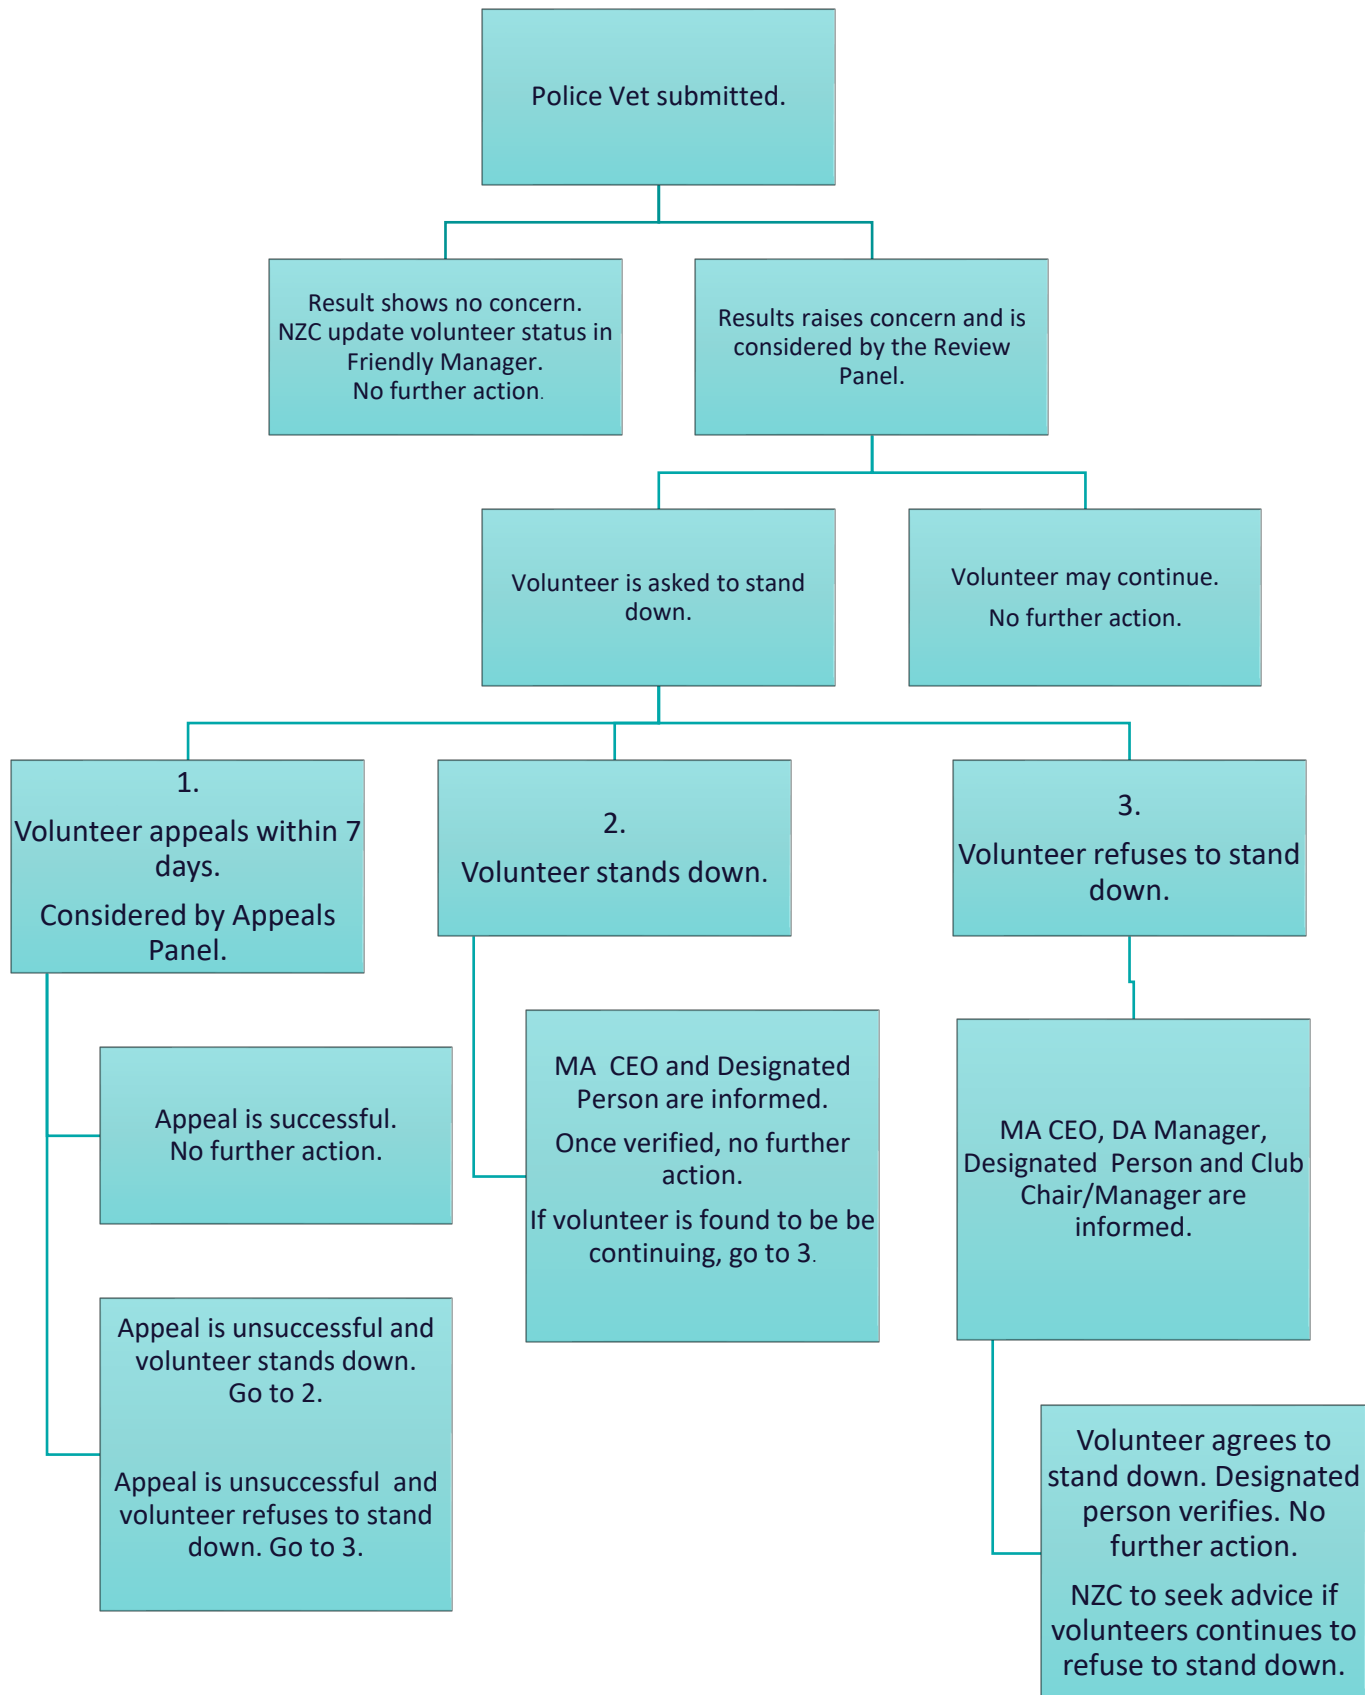 Police Vet submitted.
Result shows no concern.
NZC update volunteer status in
Friendly Manager.
No further action.
Results raises concern and is
considered by the Review
Panel.
Volunteer is asked to stand
down.
Volunteer may continue.
No further action.
1.
Volunteer appeals within 7
days.
Considered by Appeals
Panel.
2.
Volunteer stands down.
3.
Volunteer refuses to stand
down.
Appeal is successful.
No further action.
Appeal is unsuccessful and
volunteer stands down.
Go to 2.
Appeal is unsuccessful and
volunteer refuses to stand
down. Go to 3.
MA CEO and Designated
Person are informed.
Once verified, no further
action.
If volunteer is found to be be
continuing, go to 3.
MA CEO, DA Manager,
Designated Person and Club
Chair/Manager are
informed.
Volunteer agrees to
stand down. Designated
person verifies. No
further action.
NZC to seek advice if
volunteers continues to
refuse to stand down.